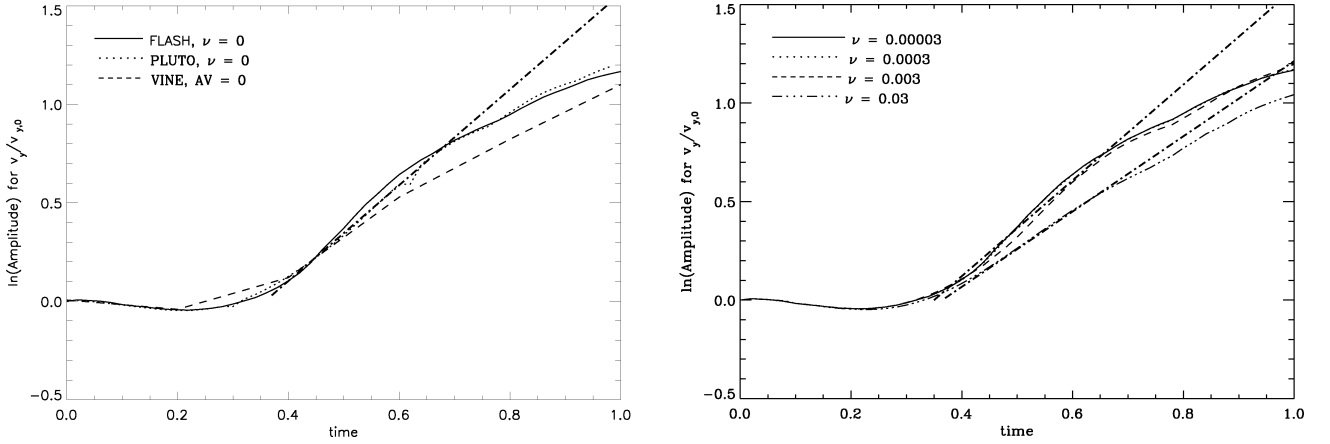 1.5
1.0
0.5
0.0
−0.5
0.0
0.2
0.4
0.6
0.8
1.0
time
ln(Amplitude) for v_y/v_y,0
FLASH, ν = 0
PLUTO, ν = 0
VINE, AV = 0
1.5
1.0
0.5
0.0
−0.5
0.0
0.2
0.4
0.6
0.8
1.0
time
ln(Amplitude) for v_y/v_y,0
ν = 0.00003
ν = 0.0003
ν = 0.003
ν = 0.03